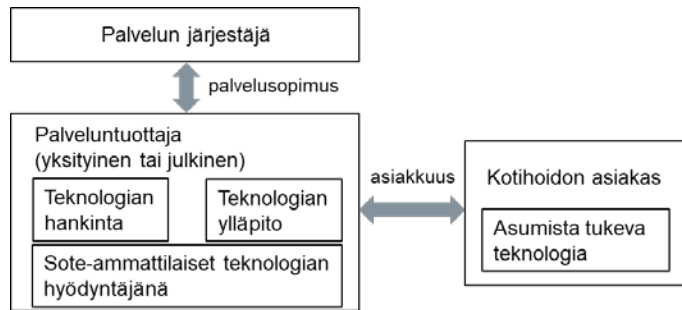 Palvelun järjestäjä
palvelusopimus
Palveluntuottaja
(yksityinen tai julkinen)
Teknologian
hankinta
Teknologian
ylläpito
Sote-ammattilaiset teknologian
hyödyntäjänä
asiakkuus
Kotihoidon asiakas
Asumista tukeva
teknologia